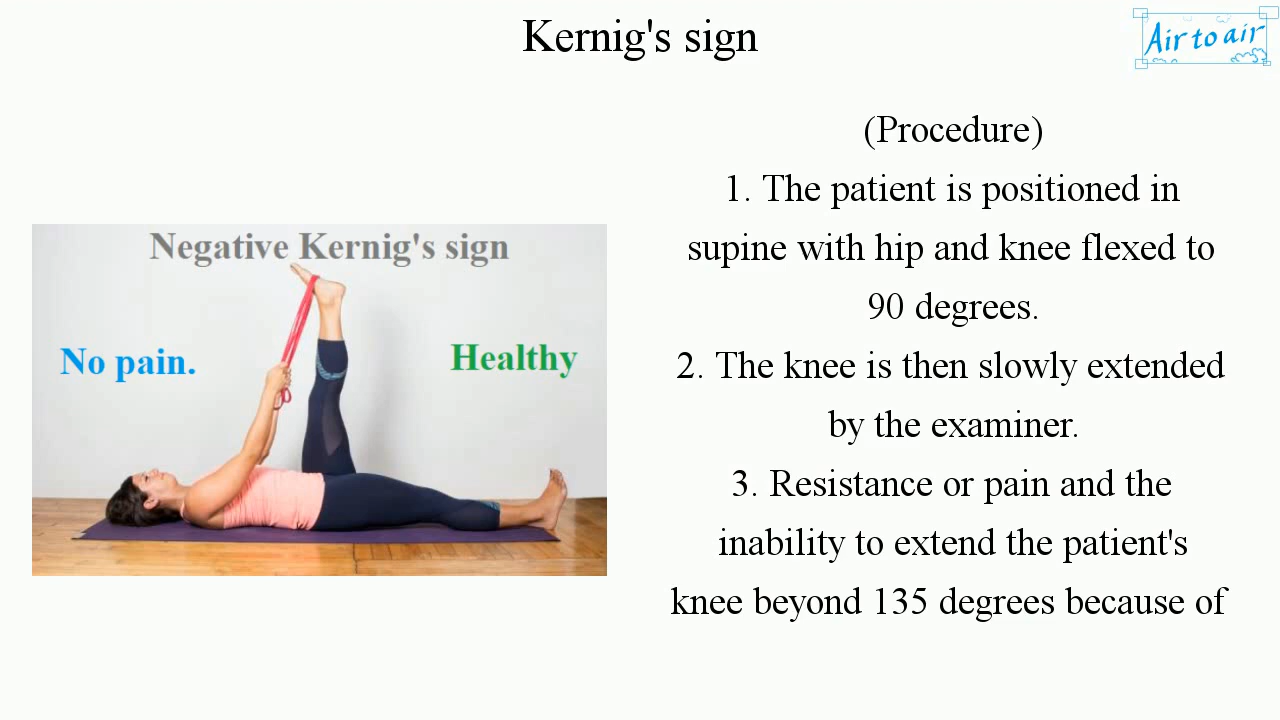 Kernig's sign
Air to air
(Procedure)
1. The patient is positioned in
supine with hip and knee flexed to
90 degrees.
2. The knee is then slowly extended
by the examiner.
3. Resistance or pain and the
inability to extend the patient's
knee beyond 135 degrees because of
Negative Kernig's sign
No pain.
Healthy